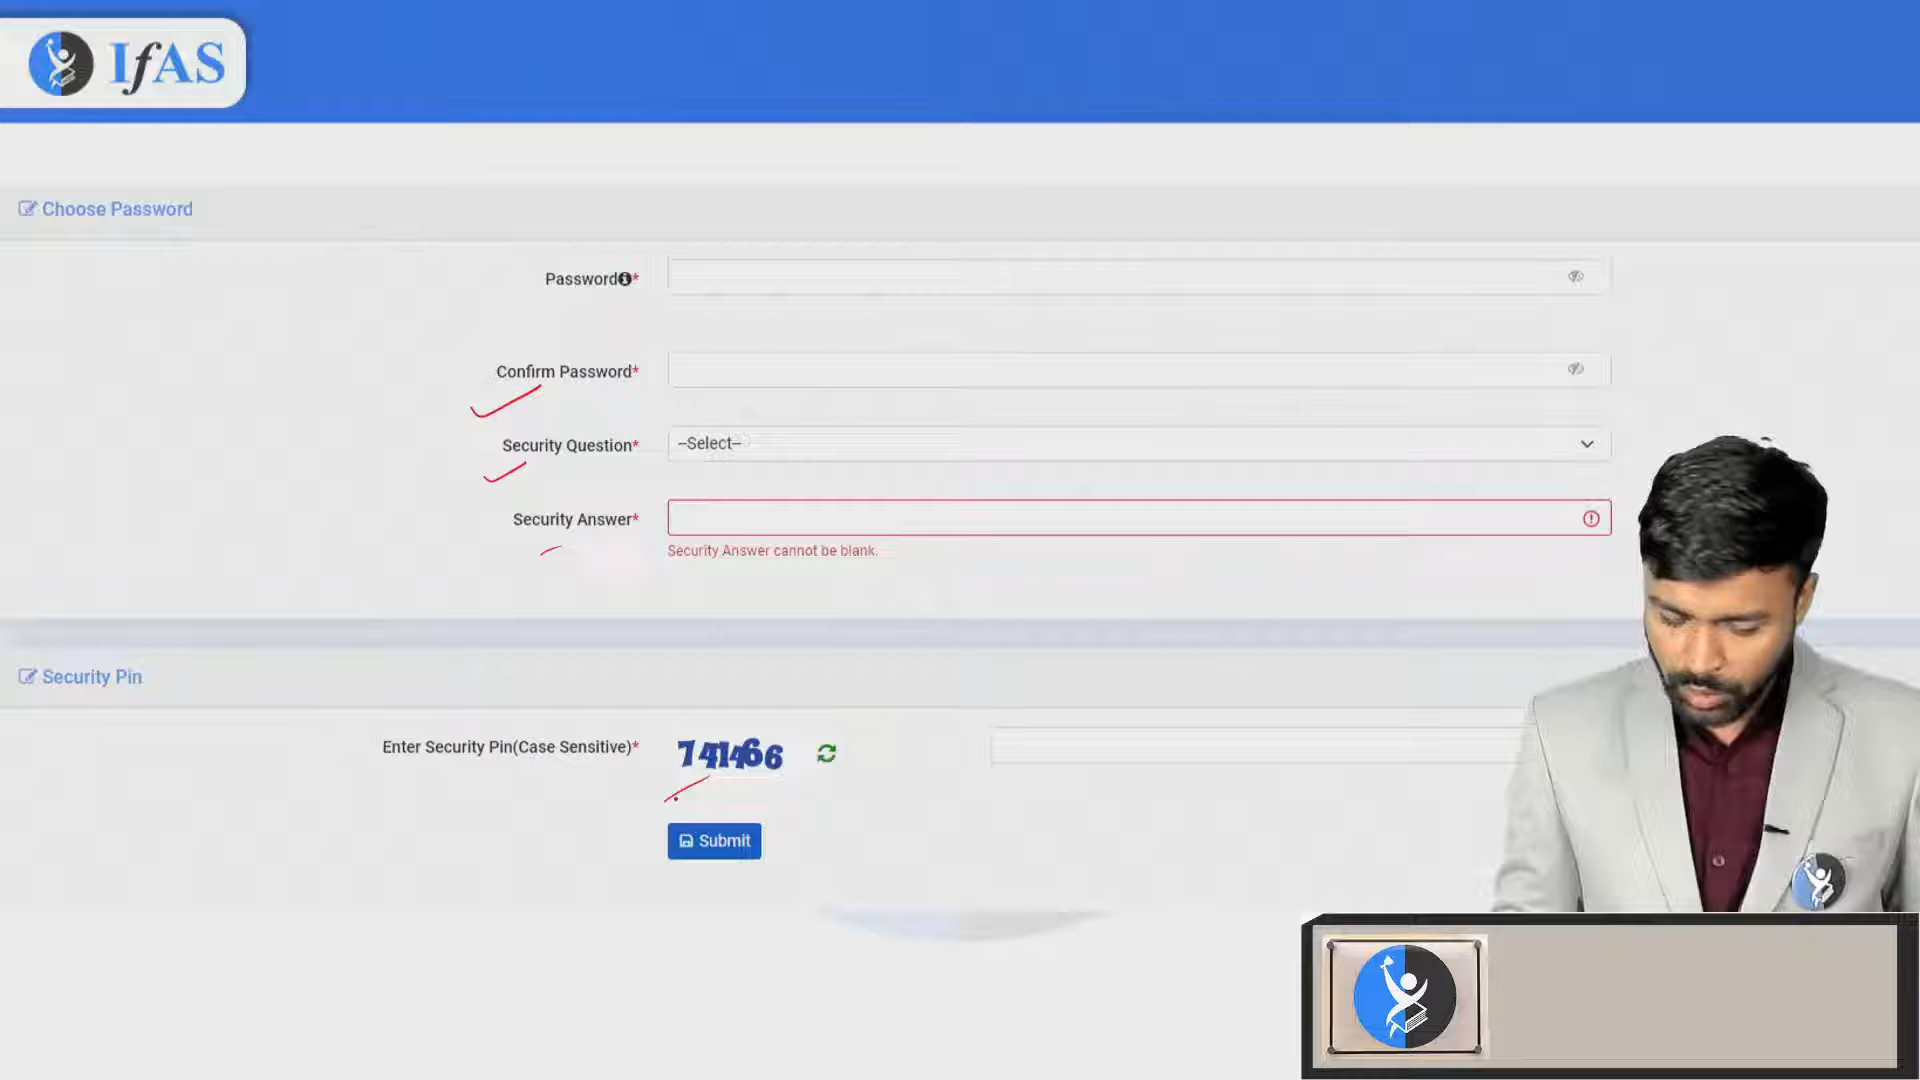 IfAS
Choose Password
Password*
Confirm Password*
Security Question*
--Select--
Security Answer*
Security Answer cannot be blank.
Security Pin
Enter Security Pin(Case Sensitive)*
741466
Submit